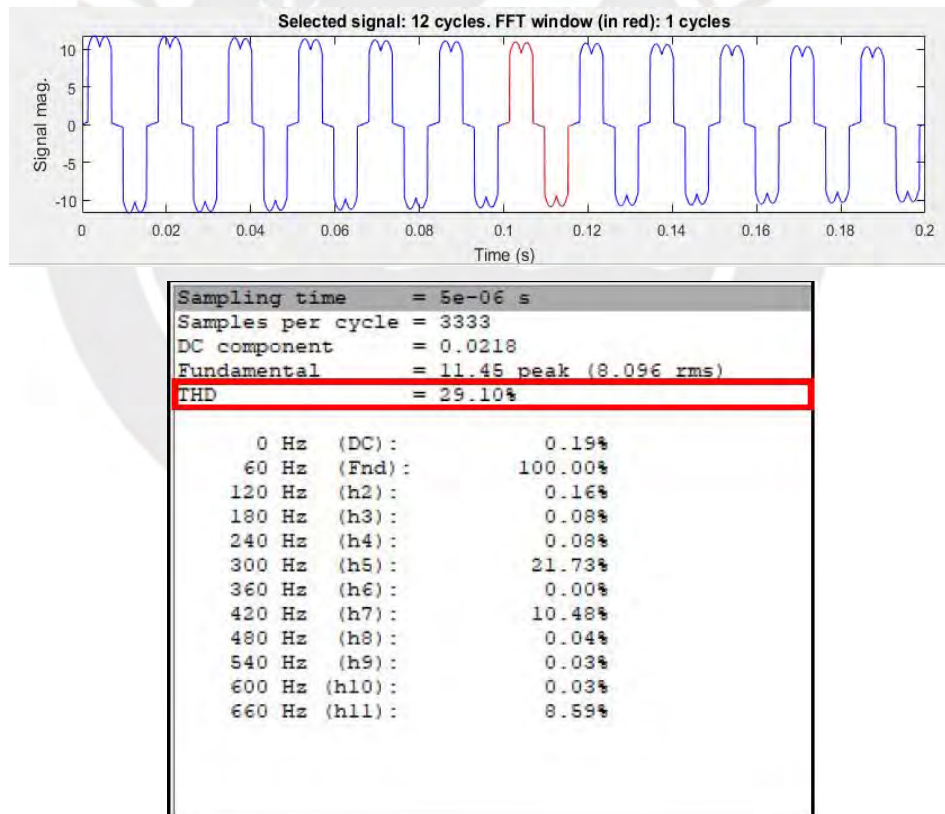 Selected signal: 12 cycles. FFT window (in red): 1 cycles
Signal mag.
10
5
0
-5
-10
0 0.02 0.04 0.06 0.08 0.1 0.12 0.14 0.16 0.18 0.2
Time (s)
Sampling time = 5e-06 s
Samples per cycle = 3333
DC component = 0.0218
Fundamental = 11.45 peak (8.096 rms)
THD = 29.10%
0 Hz (DC): 0.19%
60 Hz (Fnd): 100.00%
120 Hz (h2): 0.16%
180 Hz (h3): 0.08%
240 Hz (h4): 0.08%
300 Hz (h5): 21.73%
360 Hz (h6): 0.00%
420 Hz (h7): 10.48%
480 Hz (h8): 0.04%
540 Hz (h9): 0.03%
600 Hz (h10): 0.03%
660 Hz (h11): 8.59%